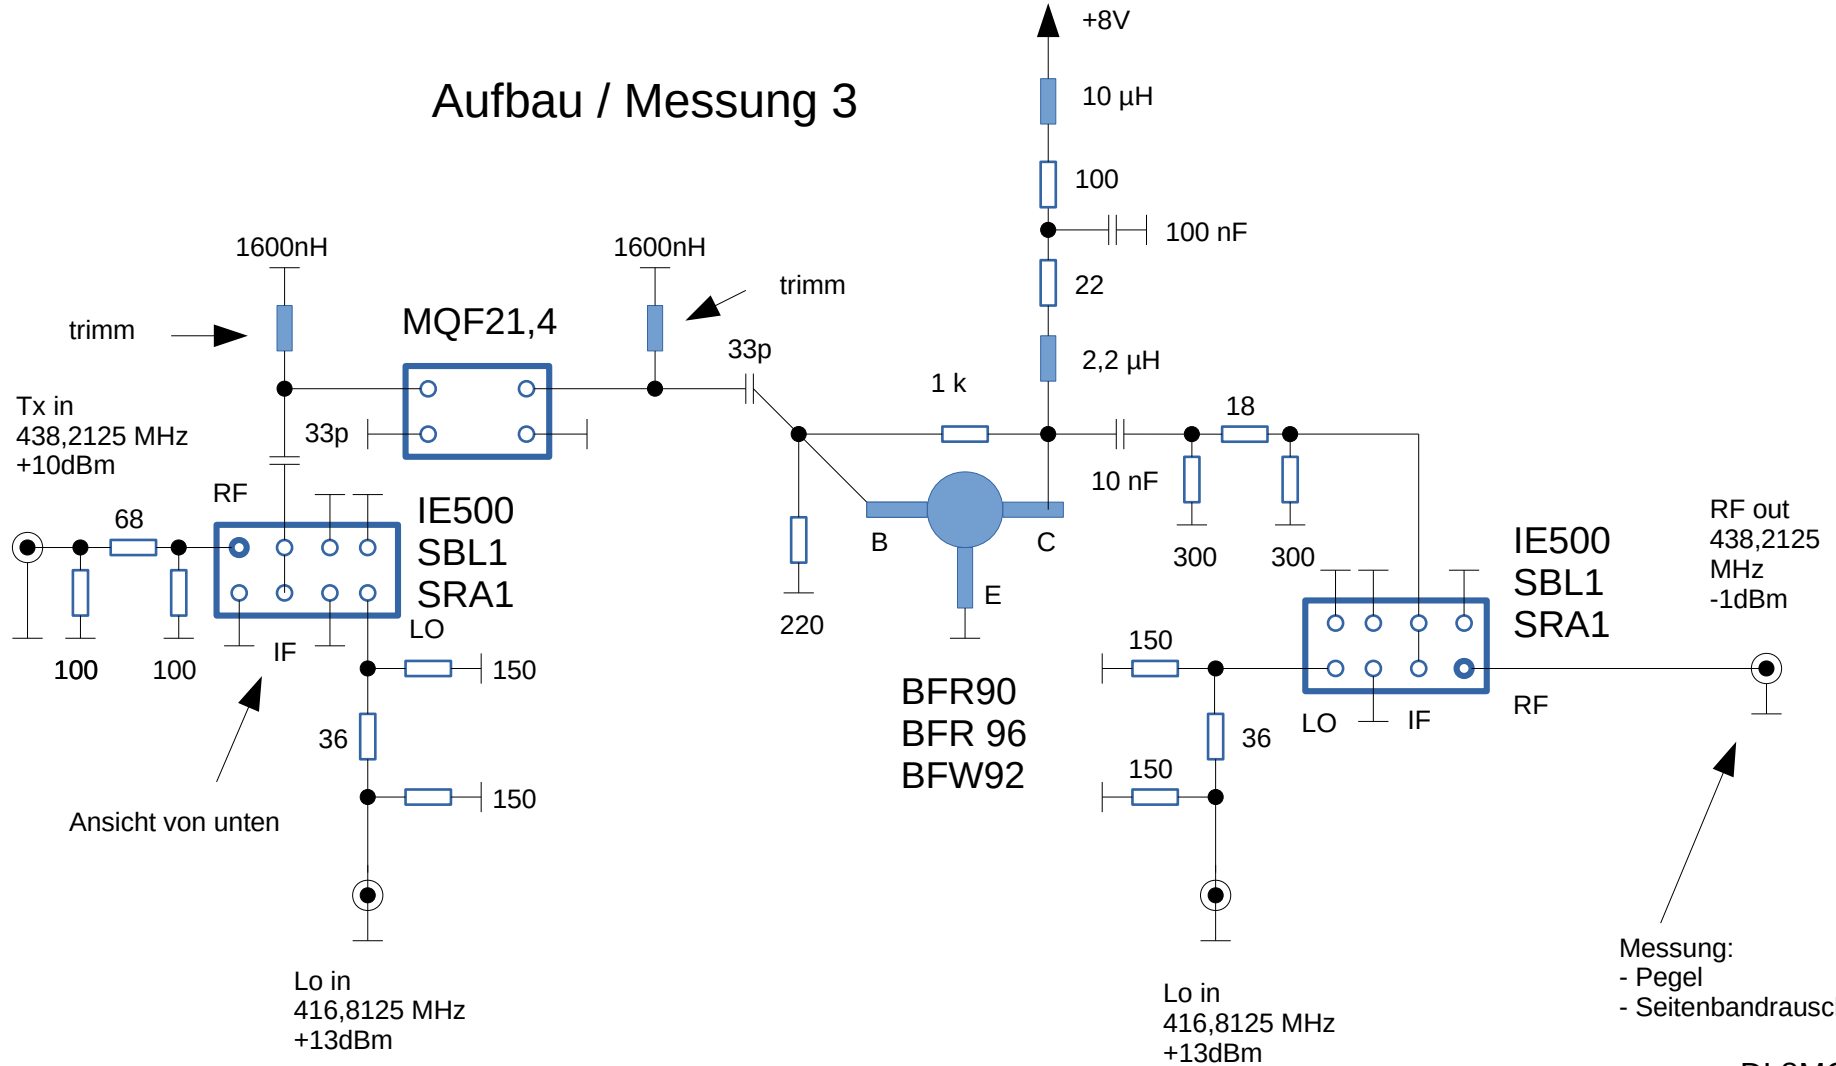 +8V
Aufbau / Messung 3
10 µH
100
100 nF
1600nH
1600nH
trimm
22
trimm
MQF21,4
33p
2,2 µH
1 k
Tx in
438,2125 MHz
+10dBm
33p
18
RF
10 nF
68
IE500
SBL1
SRA1
B
C
300
300
RF out
438,2125
MHz
-1dBm
IE500
SBL1
SRA1
E
220
LO
IF
100
100
150
150
BFR90
BFR 96
BFW92
LO
IF
RF
36
36
150
150
Ansicht von unten
Messung:
- Pegel
Lo in
416,8125 MHz
+13dBm
Lo in
416,8125 MHz
+13dBm